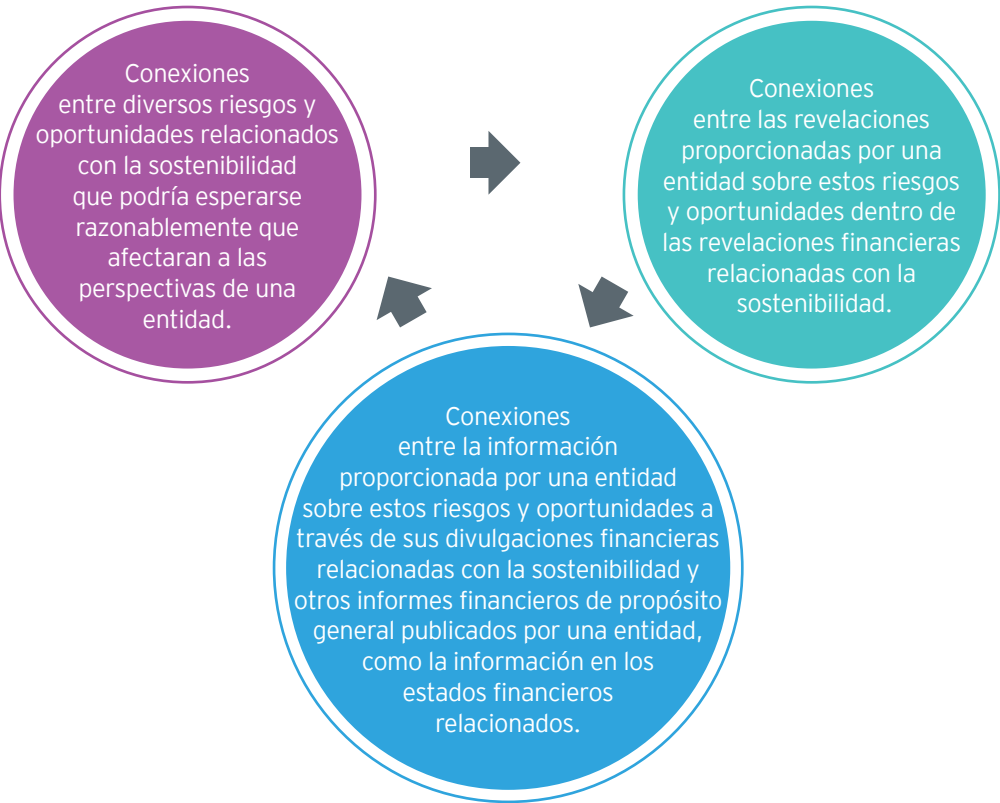 Conexiones
entre diversos riesgos y
oportunidades relacionados
con la sostenibilidad
que podría esperarse
razonablemente que
afectaran a las
perspectivas de una
entidad.
Conexiones
entre las revelaciones
proporcionadas por una
entidad sobre estos riesgos
y oportunidades dentro de
las revelaciones financieras
relacionadas con la
sostenibilidad.
Conexiones
entre la información
proporcionada por una entidad
sobre estos riesgos y oportunidades a
través de sus divulgaciones financieras
relacionadas con la sostenibilidad y
otros informes financieros de propósito
general publicados por una entidad,
como la información en los
estados financieros
relacionados.